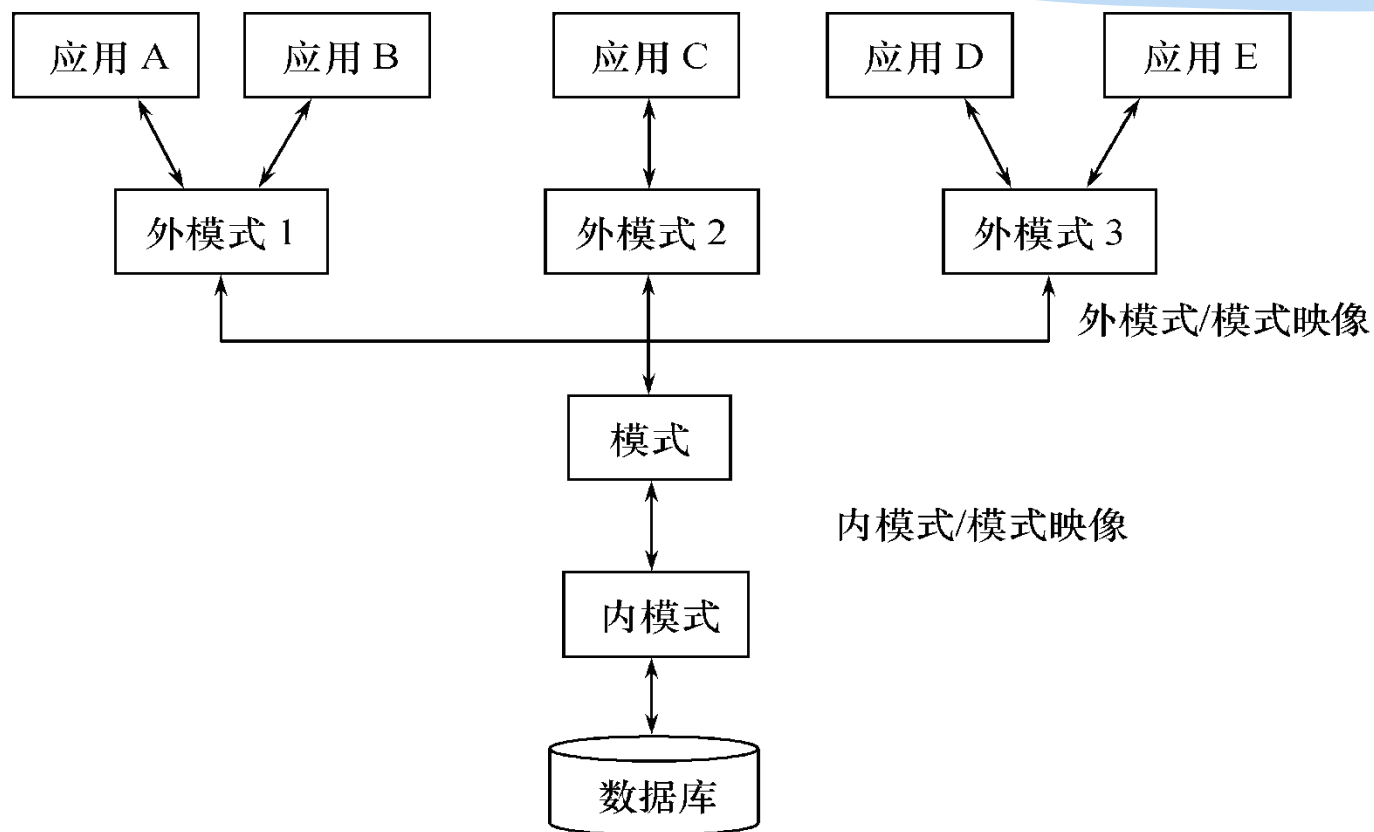 应用 A
应用 B
应用 C
应用 D
应用 E
外模式 1
外模式 2
外模式 3
外模式/模式映像
模式
内模式/模式映像
内模式
数据库